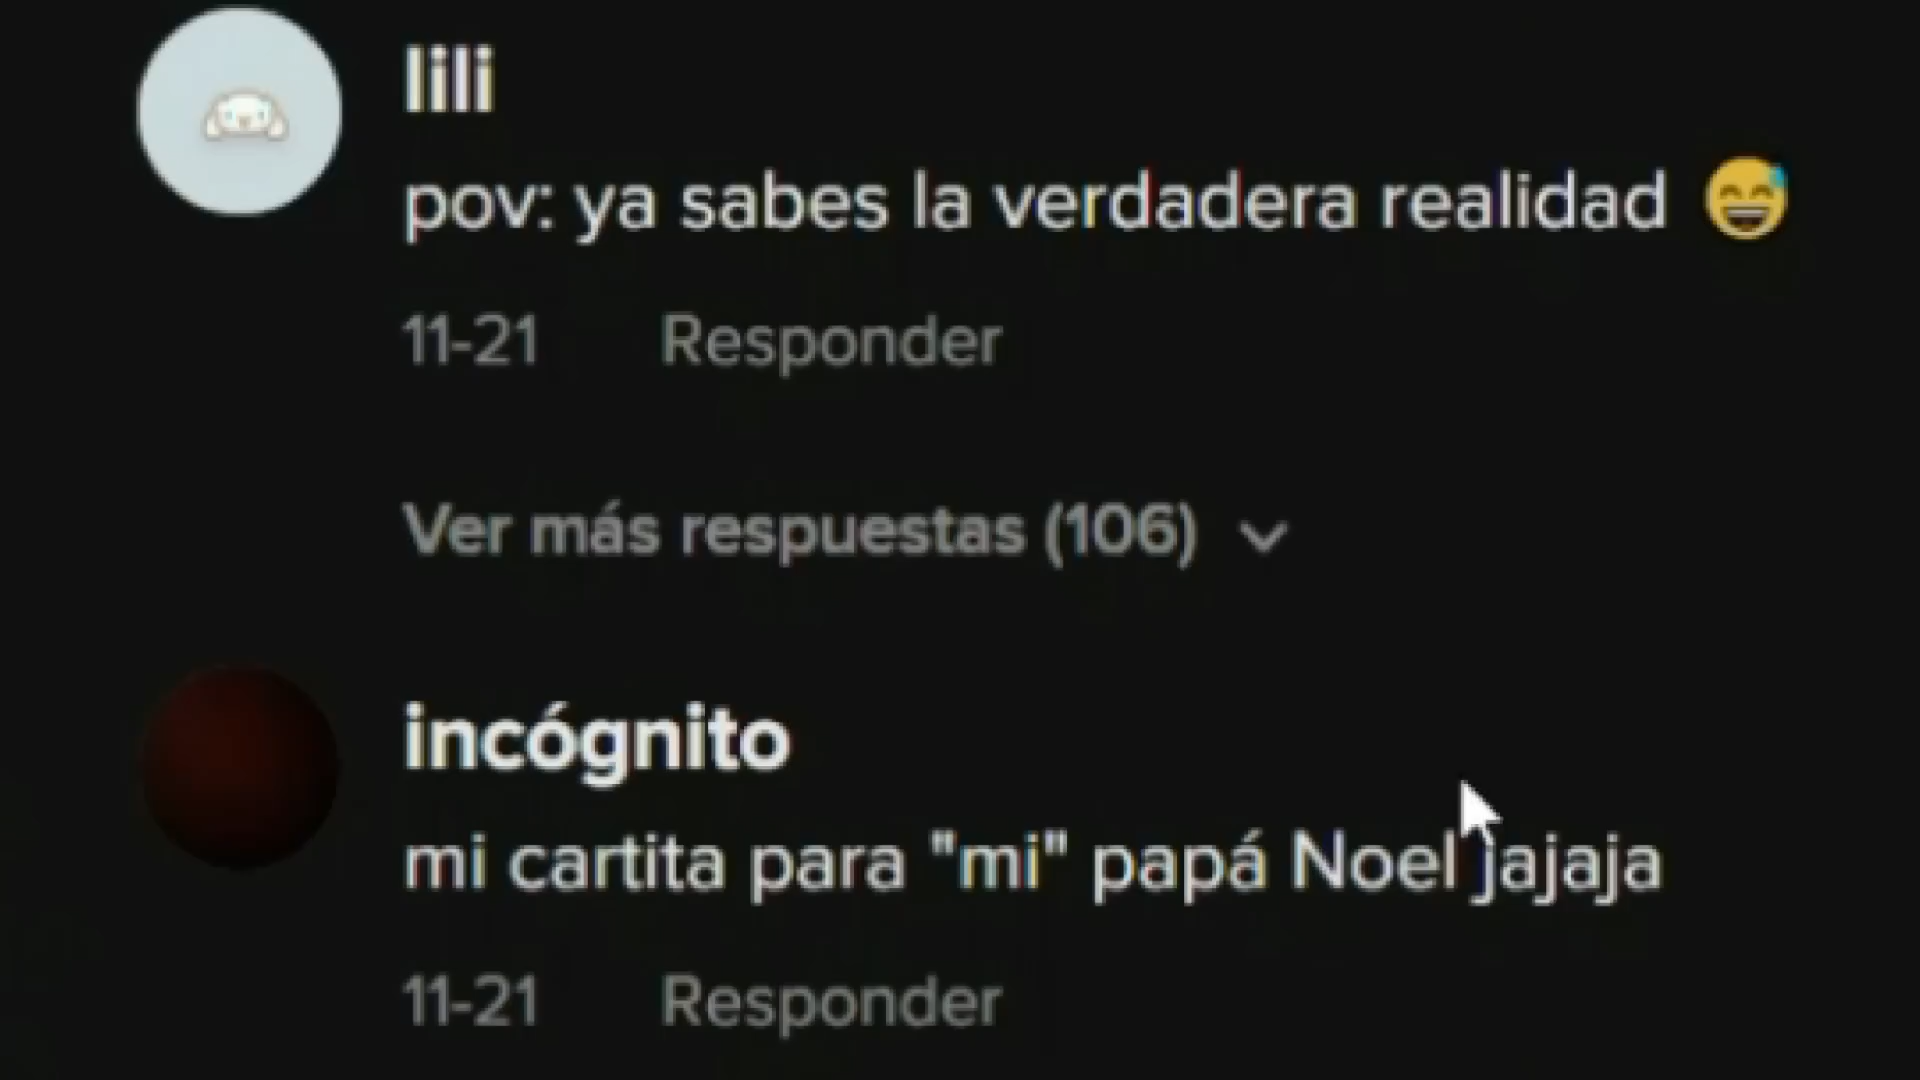 lili
pov: ya sabes la verdadera realidad 😅
11-21 Responder
Ver más respuestas (106)
incógnito
mi cartita para "mi" papá Noel jajaja
11-21 Responder